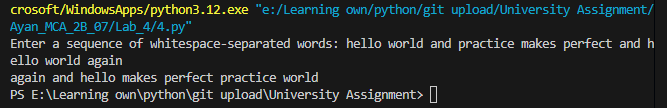 crosoft/WindowsApps/python3.12.exe "e:/Learning own/python/git upload/University Assignment/
Ayan_MCA_2B_07/Lab_4/4.py"
Enter a sequence of whitespace-separated words: hello world and practice makes perfect and h
ello world again
again and hello makes perfect practice world
PS E:\Learning own\python\git upload\University Assignment>